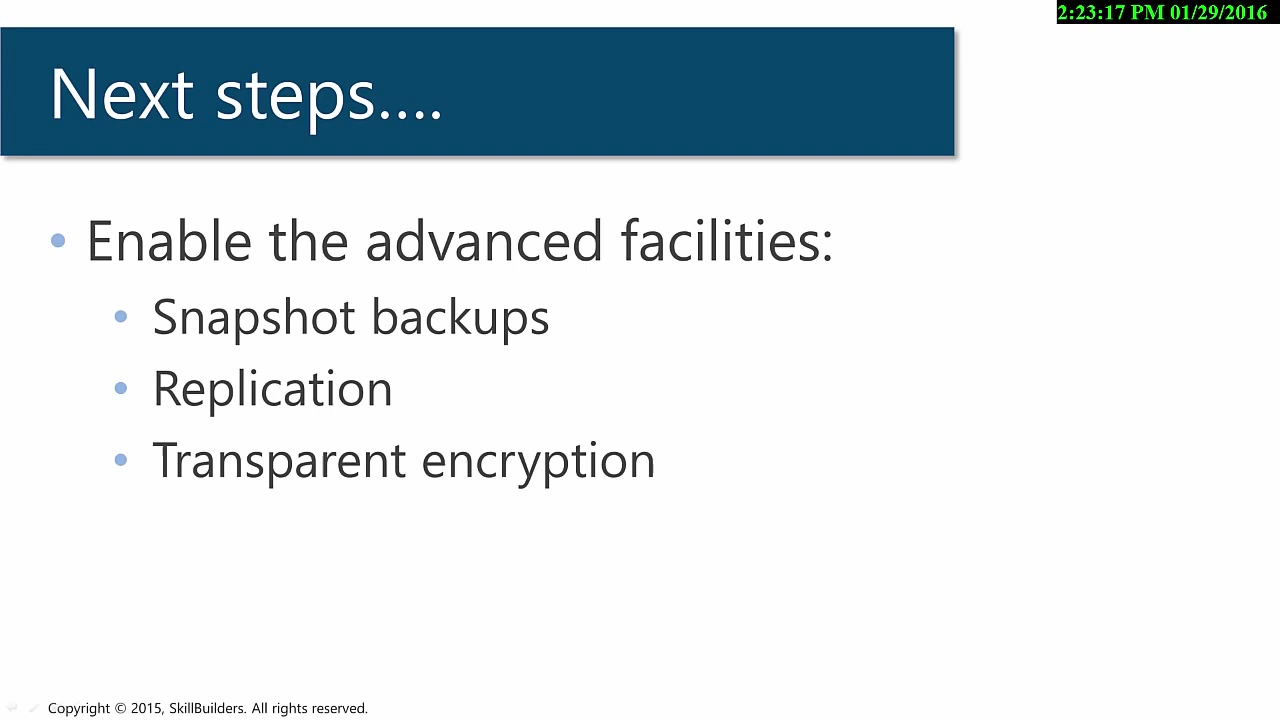 2:23:17 PM 01/29/2016
Next steps....
• Enable the advanced facilities:
• Snapshot backups
• Replication
• Transparent encryption
Copyright © 2015, SkillBuilders. All rights reserved.